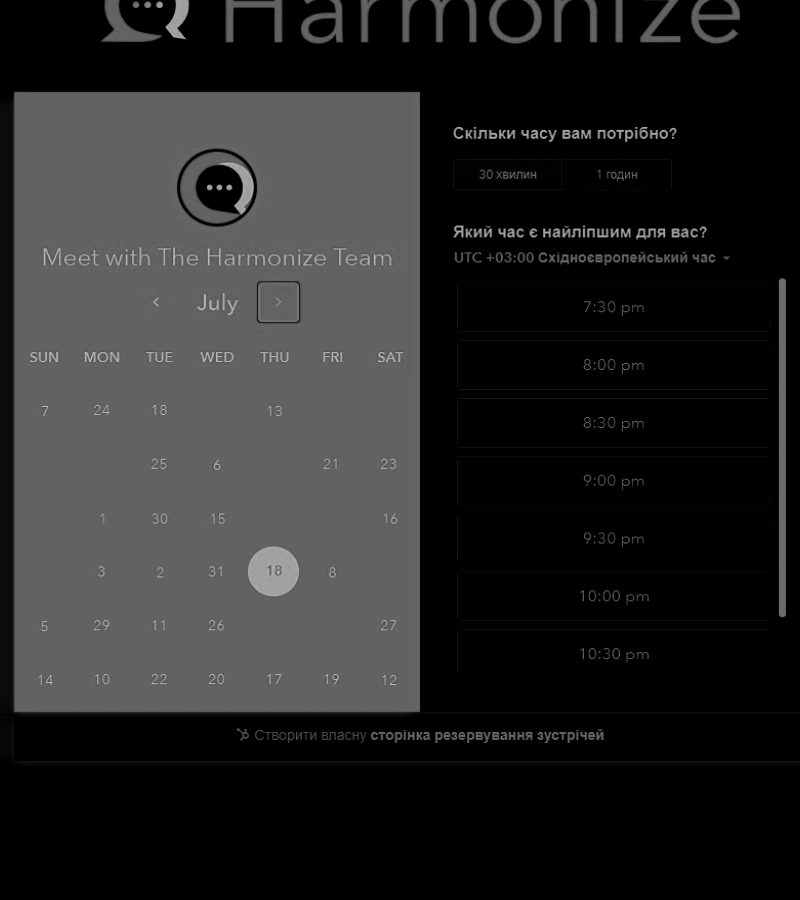 Harmonize
Meet with The Harmonize Team
July
SUN MON TUE WED THU FRI SAT
7 24 18 13
25 6 21 23
1 30 15 16
3 2 31 18 8
5 29 11 26 27
14 10 22 20 17 19 12
Скільки часу вам потрібно?
30 хвилин 1 годин
Який час є найліпшим для вас?
UTC +03:00 Східноєвропейський час
7:30 pm
8:00 pm
8:30 pm
9:00 pm
9:30 pm
10:00 pm
10:30 pm
Створити власну сторінка резервування зустрічей